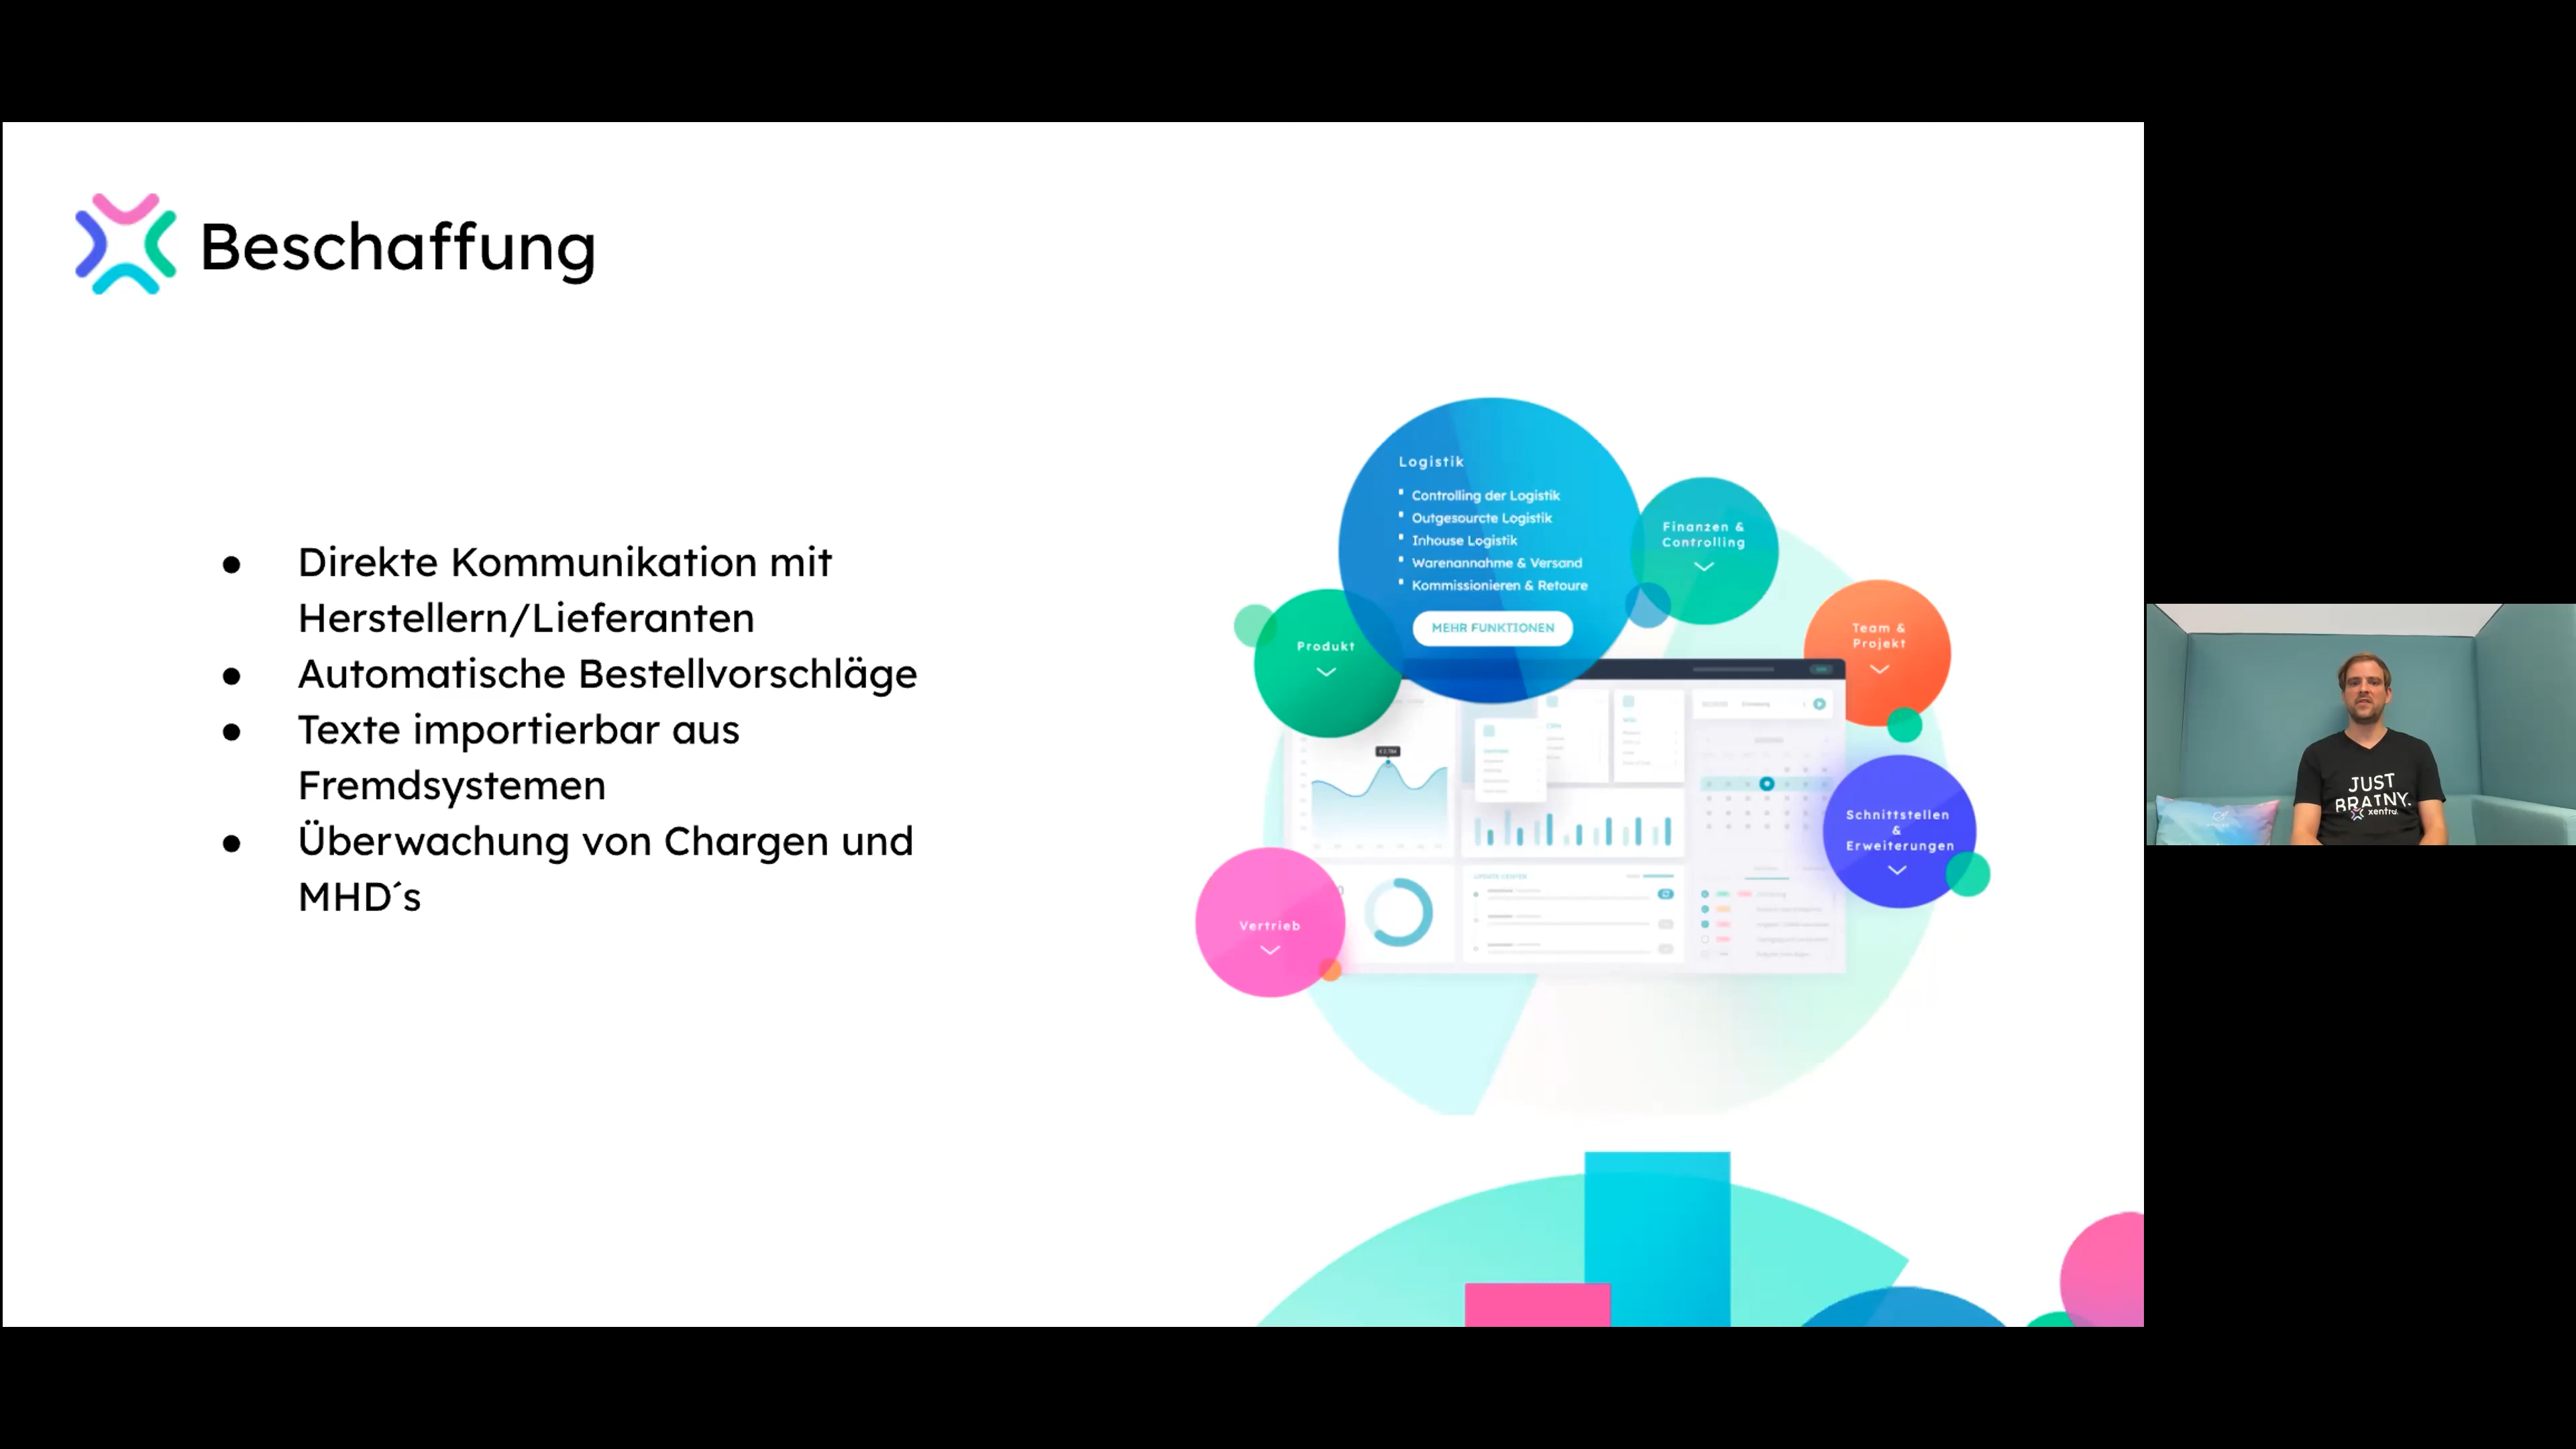 Beschaffung
Direkte Kommunikation mit
Herstellern/Lieferanten
Automatische Bestellvorschläge
Texte importierbar aus
Fremdsystemen
Überwachung von Chargen und
MHD´s
Logistik
Controlling der Logistik
Outgesourcte Logistik
Inhouse Logistik
Warenannahme & Versand
Kommissionieren & Retoure
MEHR FUNKTIONEN
Finanzen &
Controlling
Produkt
Team &
Projekt
Schnittstellen
&
Erweiterungen
Vertrieb
UPDATE CENTER
JUST
BRATNY.